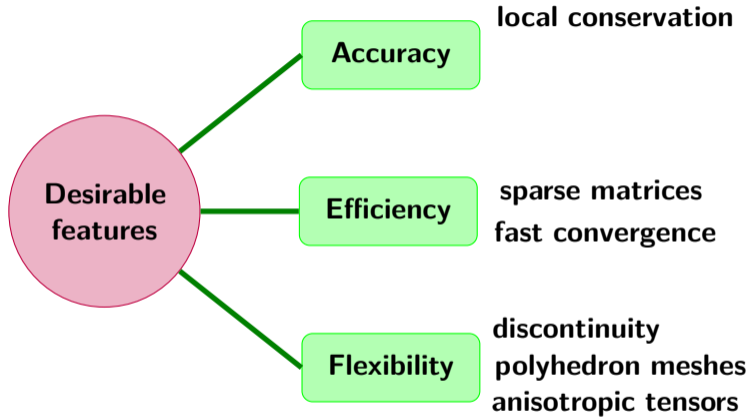 Desirable
features
Accuracy
local conservation
Efficiency
sparse matrices
fast convergence
Flexibility
discontinuity
polyhedron meshes
anisotropic tensors